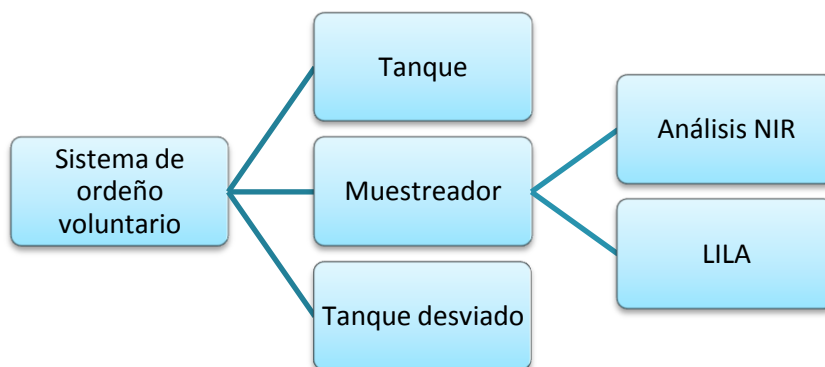 Sistema de
ordeño
voluntario
Tanque
Muestreador
Tanque desviado
Análisis NIR
LILA